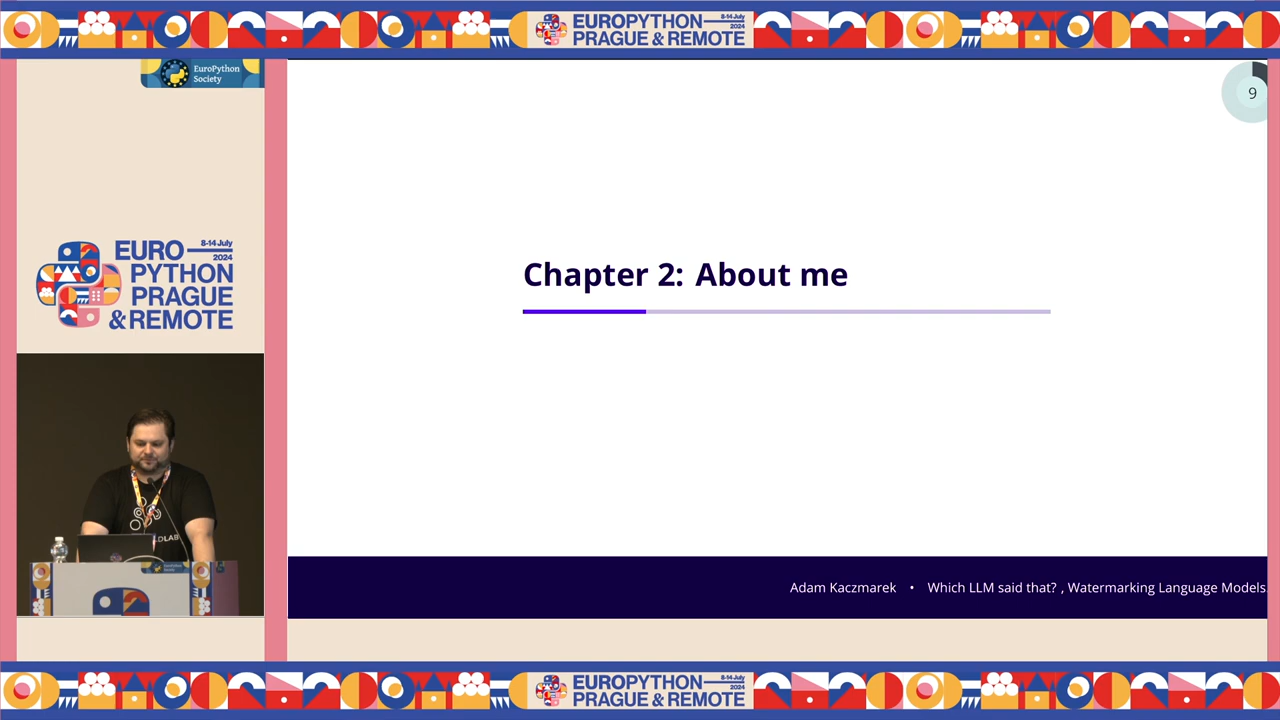 EUROPYTHON
8-14 July
2024
PRAGUE & REMOTE
EuroPython
Society
9
EURO
8-14 July
2024
PYTHON
PRAGUE
& REMOTE
Chapter 2: About me
Adam Kaczmarek • Which LLM said that? , Watermarking Language Models
EUROPYTHON
8-14 July
2024
PRAGUE & REMOTE